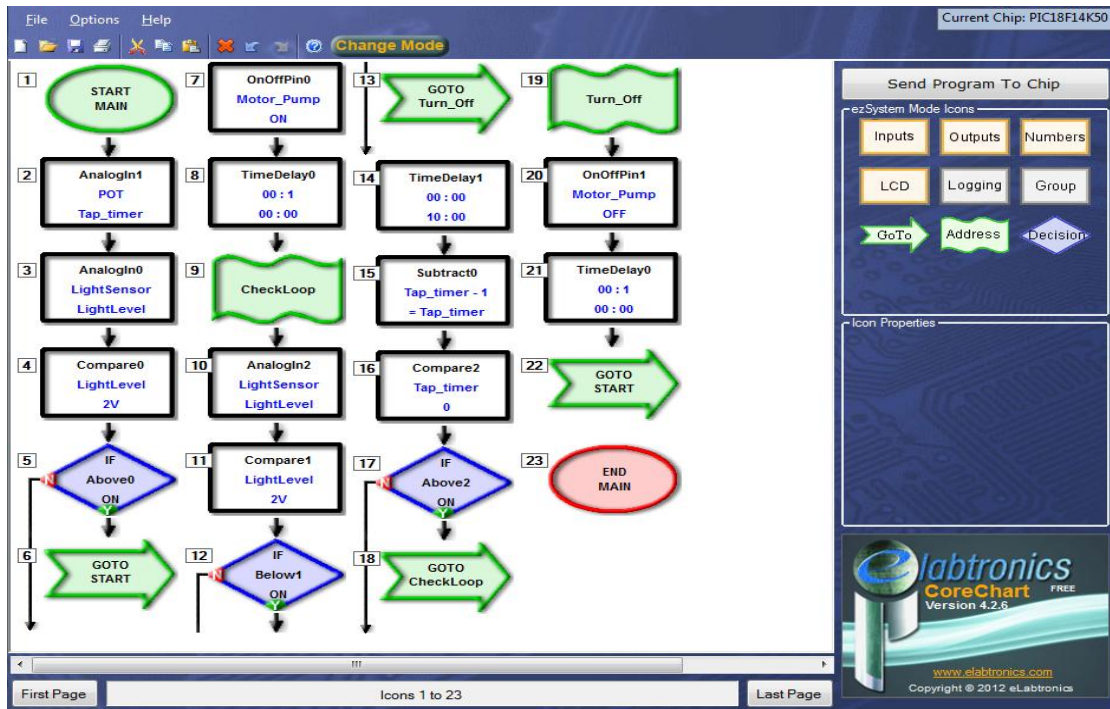 File Options Help
Current Chip: PIC18F14K50
Change Mode
1
START
MAIN
2
AnalogIn1
POT
Tap_timer
3
AnalogIn0
LightSensor
LightLevel
4
Compare0
LightLevel
2V
5
IF
Above0
ON
N
Y
6
GOTO
START
7
OnOffPin0
Motor_Pump
ON
8
TimeDelay0
00 : 1
00 : 00
9
CheckLoop
10
AnalogIn2
LightSensor
LightLevel
11
Compare1
LightLevel
2V
12
IF
Below1
ON
N
Y
13
GOTO
Turn_Off
14
TimeDelay1
00 : 00
10 : 00
15
Subtract0
Tap_timer - 1
= Tap_timer
16
Compare2
Tap_timer
0
17
IF
Above2
ON
N
Y
18
GOTO
CheckLoop
19
Turn_Off
20
OnOffPin1
Motor_Pump
OFF
21
TimeDelay0
00 : 1
00 : 00
22
GOTO
START
23
END
MAIN
Send Program To Chip
ezSystem Mode Icons
Inputs Outputs Numbers
LCD Logging Group
GoTo Address Decision
Icon Properties
elabtronics
CoreChart FREE
Version 4.2.6
www.elabtronics.com
Copyright © 2012 eLabtronics
First Page
Icons 1 to 23
Last Page